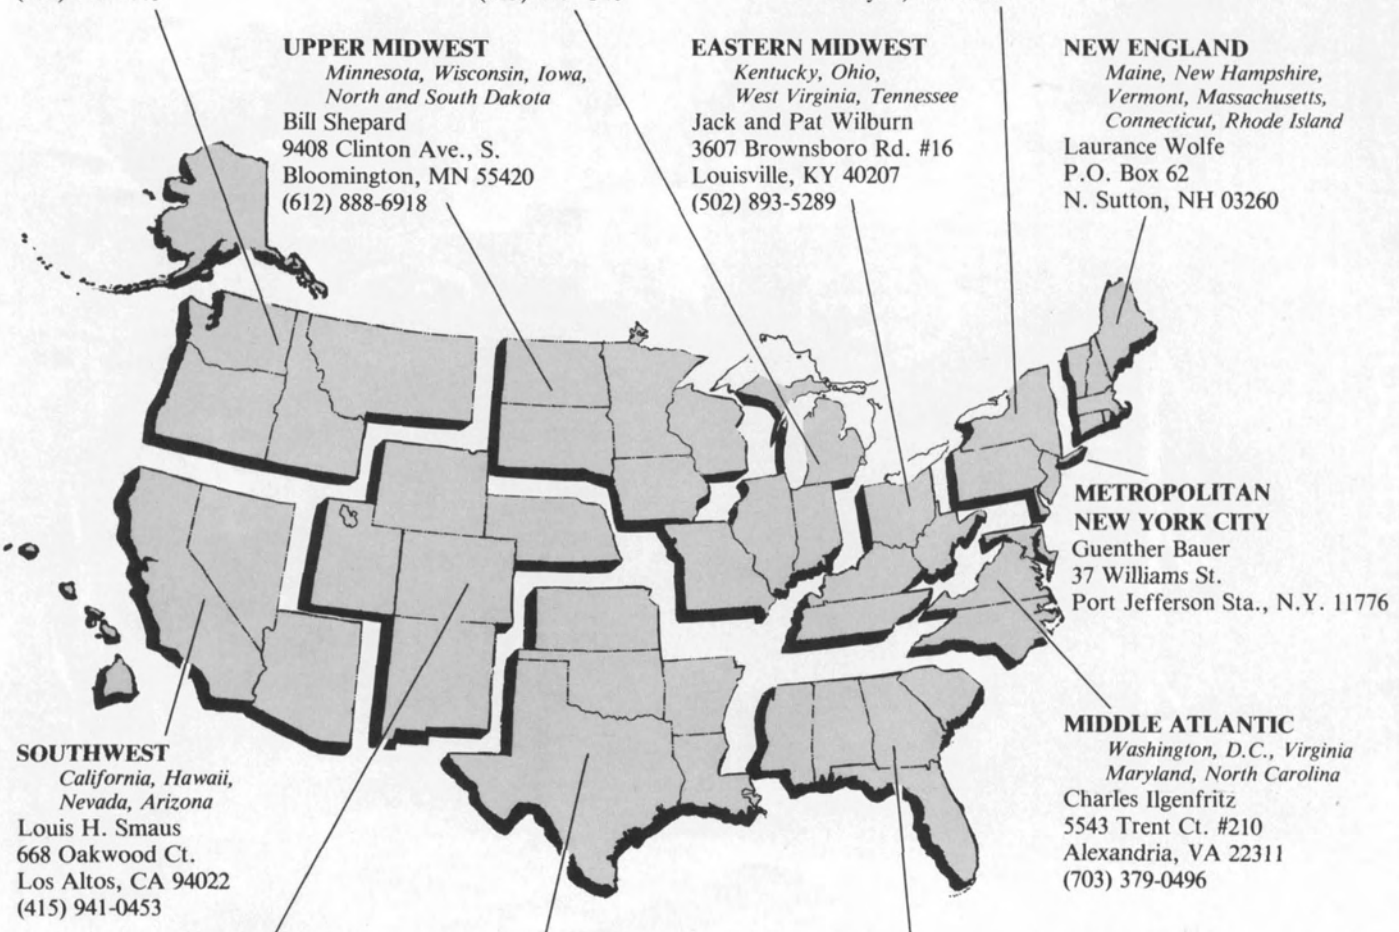 UPPER MIDWEST
Minnesota, Wisconsin, Iowa,
North and South Dakota
Bill Shepard
9408 Clinton Ave., S.
Bloomington, MN 55420
(612) 888-6918
EASTERN MIDWEST
Kentucky, Ohio,
West Virginia, Tennessee
Jack and Pat Wilburn
3607 Brownsboro Rd. #16
Louisville, KY 40207
(502) 893-5289
NEW ENGLAND
Maine, New Hampshire,
Vermont, Massachusetts,
Connecticut, Rhode Island
Laurance Wolfe
P.O. Box 62
N. Sutton, NH 03260
METROPOLITAN
NEW YORK CITY
Guenther Bauer
37 Williams St.
Port Jefferson Sta., N.Y. 11776
SOUTHWEST
California, Hawaii,
Nevada, Arizona
Louis H. Smaus
668 Oakwood Ct.
Los Altos, CA 94022
(415) 941-0453
MIDDLE ATLANTIC
Washington, D.C., Virginia
Maryland, North Carolina
Charles Ilgenfritz
5543 Trent Ct. #210
Alexandria, VA 22311
(703) 379-0496